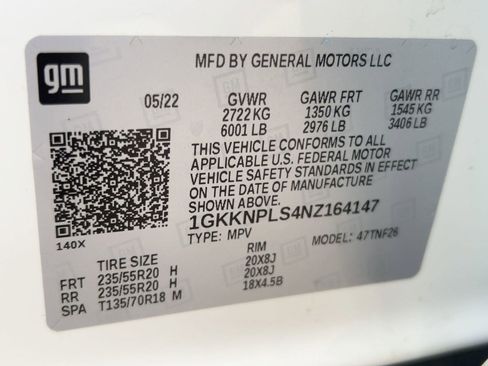 gm
MFD BY GENERAL MOTORS LLC
05/22 GVWR GAWR FRT GAWR RR
2722 KG 1350 KG 1545 KG
6001 LB 2976 LB 3406 LB
THIS VEHICLE CONFORMS TO ALL
APPLICABLE U.S. FEDERAL MOTOR
VEHICLE SAFETY STANDARDS IN EFFECT
ON THE DATE OF MANUFACTURE
SHOWN ABOVE.
1GKKNPLS4NZ164147
TYPE: MPV MODEL: 47TNF26
140X
TIRE SIZE RIM
FRT 235/55R20 H 20X8J
RR 235/55R20 H 20X8J
SPA T135/70R18 M 18X4.5B